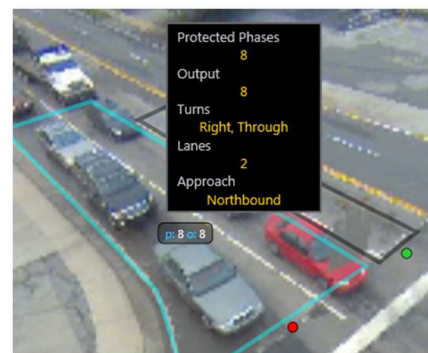 Protected Phases
8
Output
8
Turns
Right, Through
Lanes
2
Approach
Northbound
p: 8 o: 8